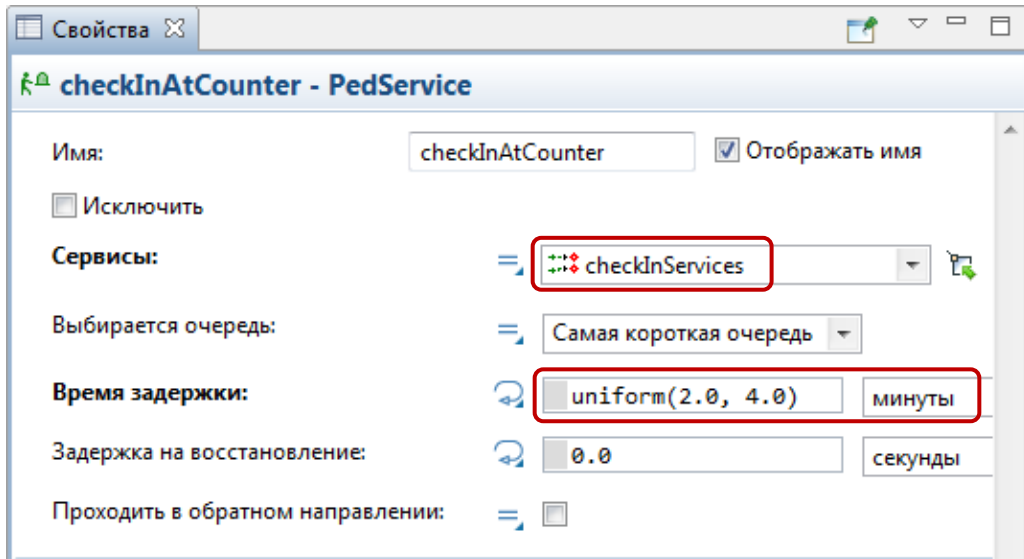 Свойства
checkInAtCounter - PedService
Имя: checkInAtCounter Отображать имя
Исключить
Сервисы: checkInServices
Выбирается очередь: Самая короткая очередь
Время задержки: uniform(2.0, 4.0) минуты
Задержка на восстановление: 0.0 секунды
Проходить в обратном направлении: